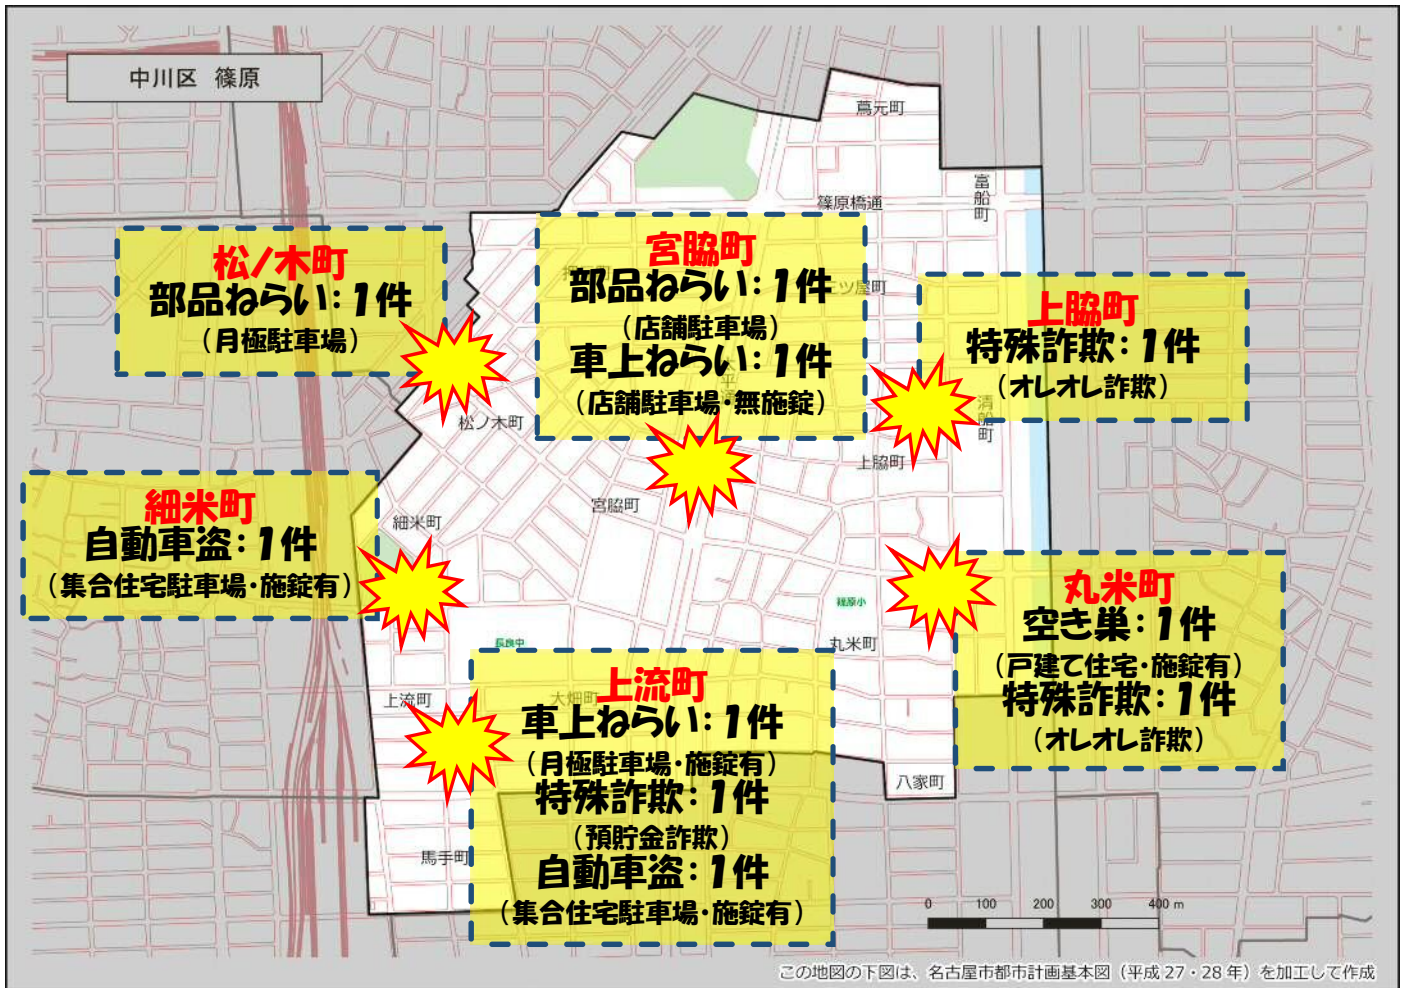 中川区 篠原
蔦元町
篠原橋通
富船町
松ノ木町
部品ねらい:1件
(月極駐車場)
宮脇町
部品ねらい:1件
(店舗駐車場)
車上ねらい:1件
(店舗駐車場・無施錠)
三ツ屋町
上脇町
特殊詐欺:1件
(オレオレ詐欺)
清船町
松ノ木町
上脇町
宮脇町
細米町
細米町
自動車盗:1件
(集合住宅駐車場・施錠有)
丸米町
空き巣:1件
(戸建て住宅・施錠有)
特殊詐欺:1件
(オレオレ詐欺)
篠原小
丸米町
長良中
上流町
大畑町
上流町
車上ねらい:1件
(月極駐車場・施錠有)
特殊詐欺:1件
(預貯金詐欺)
自動車盗:1件
(集合住宅駐車場・施錠有)
八家町
馬手町
0 100 200 300 400 m
この地図の下図は、名古屋市都市計画基本図(平成27・28年)を加工して作成